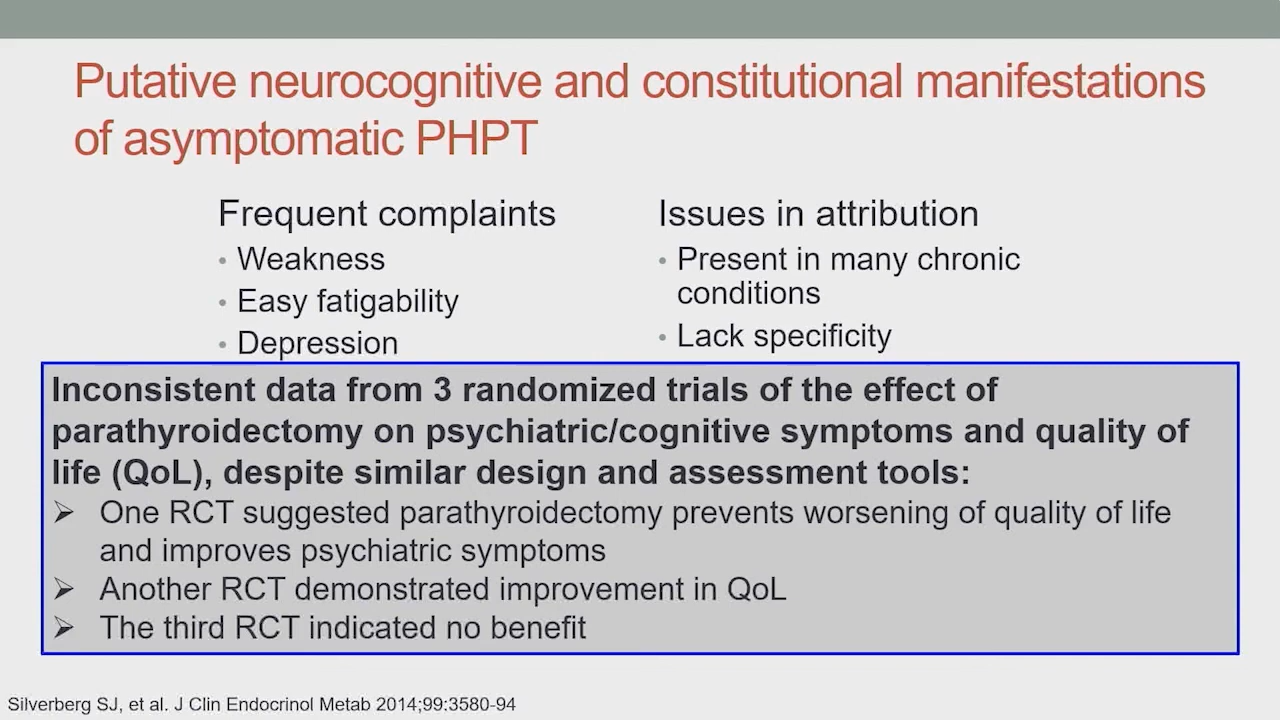 Putative neurocognitive and constitutional manifestations
of asymptomatic PHPT
Frequent complaints
• Weakness
• Easy fatigability
• Depression
Issues in attribution
• Present in many chronic
conditions
• Lack specificity
Inconsistent data from 3 randomized trials of the effect of
parathyroidectomy on psychiatric/cognitive symptoms and quality of
life (QoL), despite similar design and assessment tools:
➢ One RCT suggested parathyroidectomy prevents worsening of quality of life
and improves psychiatric symptoms
➢ Another RCT demonstrated improvement in QoL
➢ The third RCT indicated no benefit
Silverberg SJ, et al. J Clin Endocrinol Metab 2014;99:3580-94